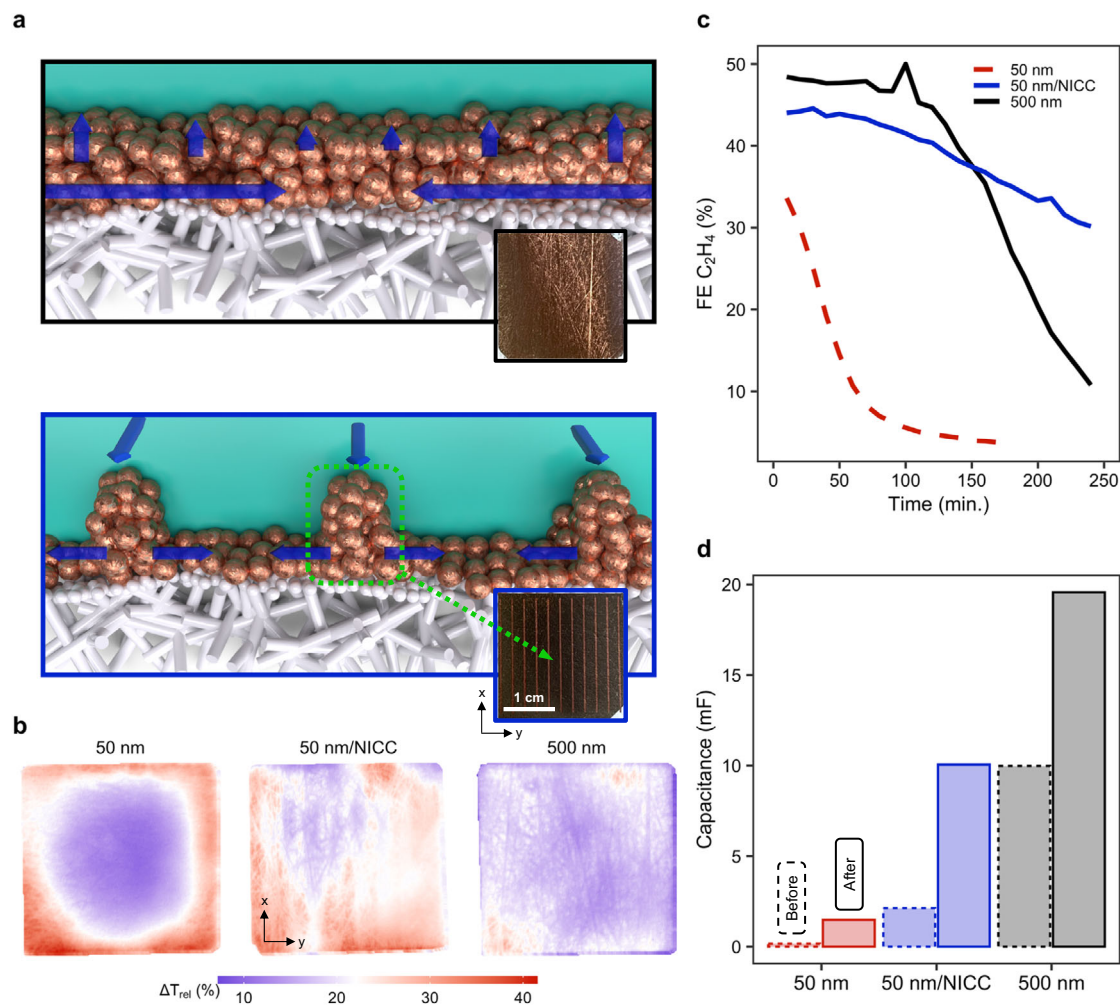 a
1 cm
x
y
b
50 nm
50 nm/NICC
500 nm
x
y
ΔTrel (%)
10
20
30
40
c
50
40
30
20
10
FE C2H4 (%)
50 nm
50 nm/NICC
500 nm
0
50
100
150
200
250
Time (min.)
d
20
15
10
5
0
Capacitance (mF)
Before
After
50 nm
50 nm/NICC
500 nm